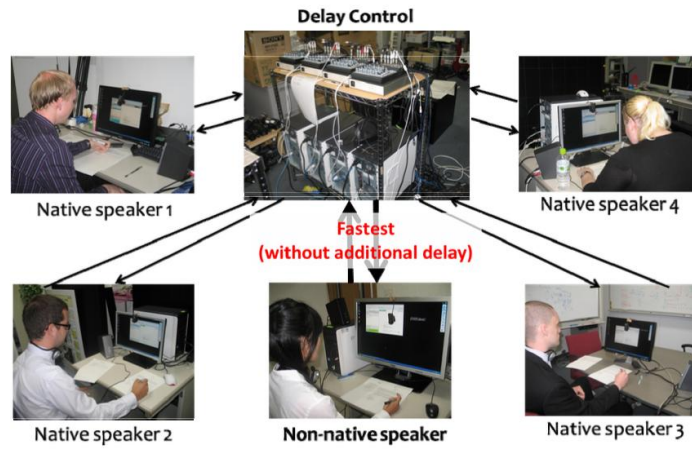 Delay Control
Native speaker 1
Native speaker 4
Fastest
(without additional delay)
Native speaker 2
Non-native speaker
Native speaker 3